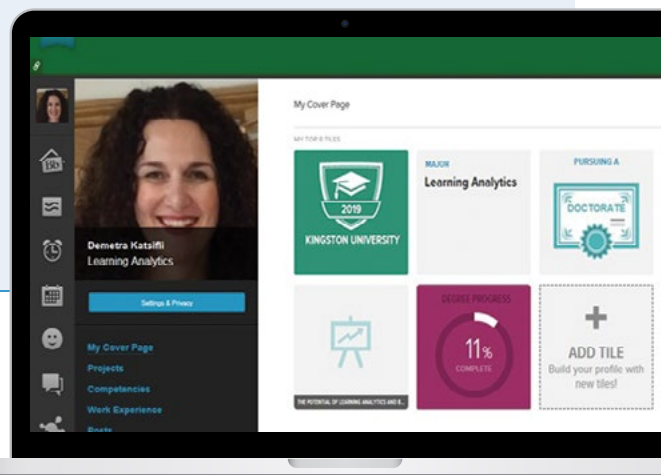 Bb
Demetra Katsifli
Learning Analytics
Settings & Privacy
My Cover Page
Projects
Competencies
Work Experience
Posts
My Cover Page
MY TOP 8 TILES
2019
KINGSTON UNIVERSITY
MAJOR
Learning Analytics
PURSUING A
DOCTORATE
THE POTENTIAL OF LEARNING ANALYTICS AND B...
DEGREE PROGRESS
11%
COMPLETE
ADD TILE
Build your profile with
new tiles!